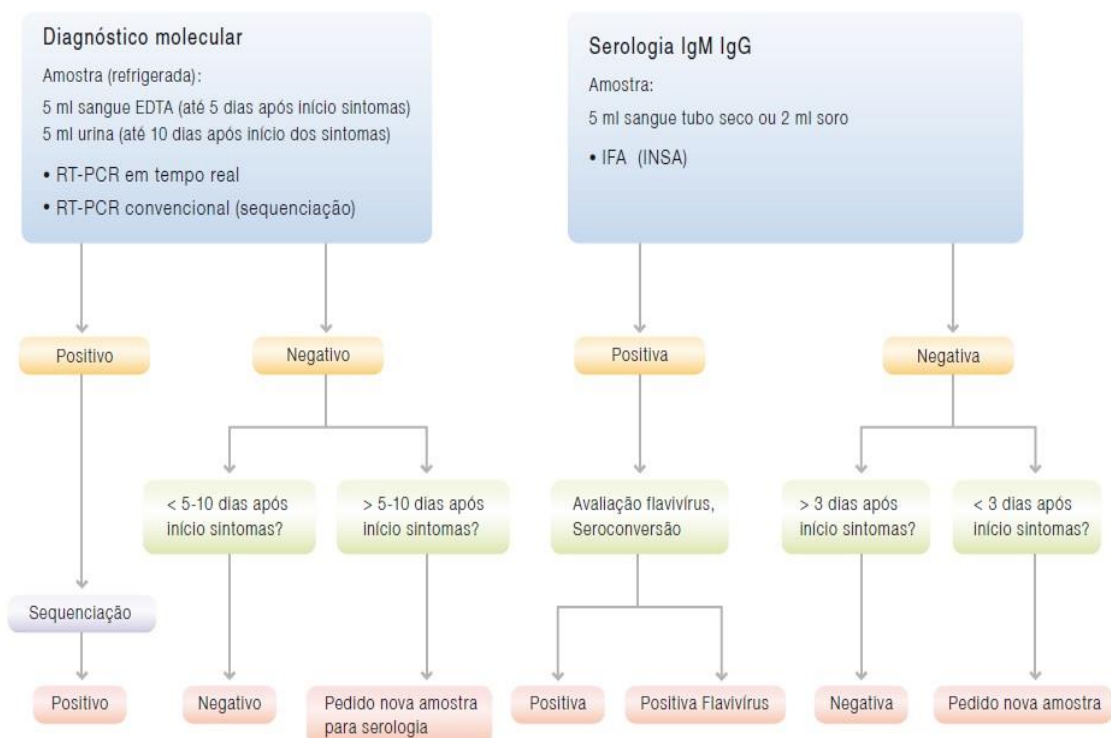 Diagnóstico molecular
Amostra (refrigerada):
5 ml sangue EDTA (até 5 dias após início sintomas)
5 ml urina (até 10 dias após início dos sintomas)
• RT-PCR em tempo real
• RT-PCR convencional (sequenciação)
Serologia IgM IgG
Amostra:
5 ml sangue tubo seco ou 2 ml soro
• IFA (INSA)
Positivo
Negativo
Positiva
Negativa
< 5-10 dias após
início sintomas?
> 5-10 dias após
início sintomas?
Avaliação flavivírus,
Seroconversão
> 3 dias após
início sintomas?
< 3 dias após
início sintomas?
Sequenciação
Positivo
Negativo
Pedido nova amostra
para serologia
Positiva
Positiva Flavivírus
Negativa
Pedido nova amostra